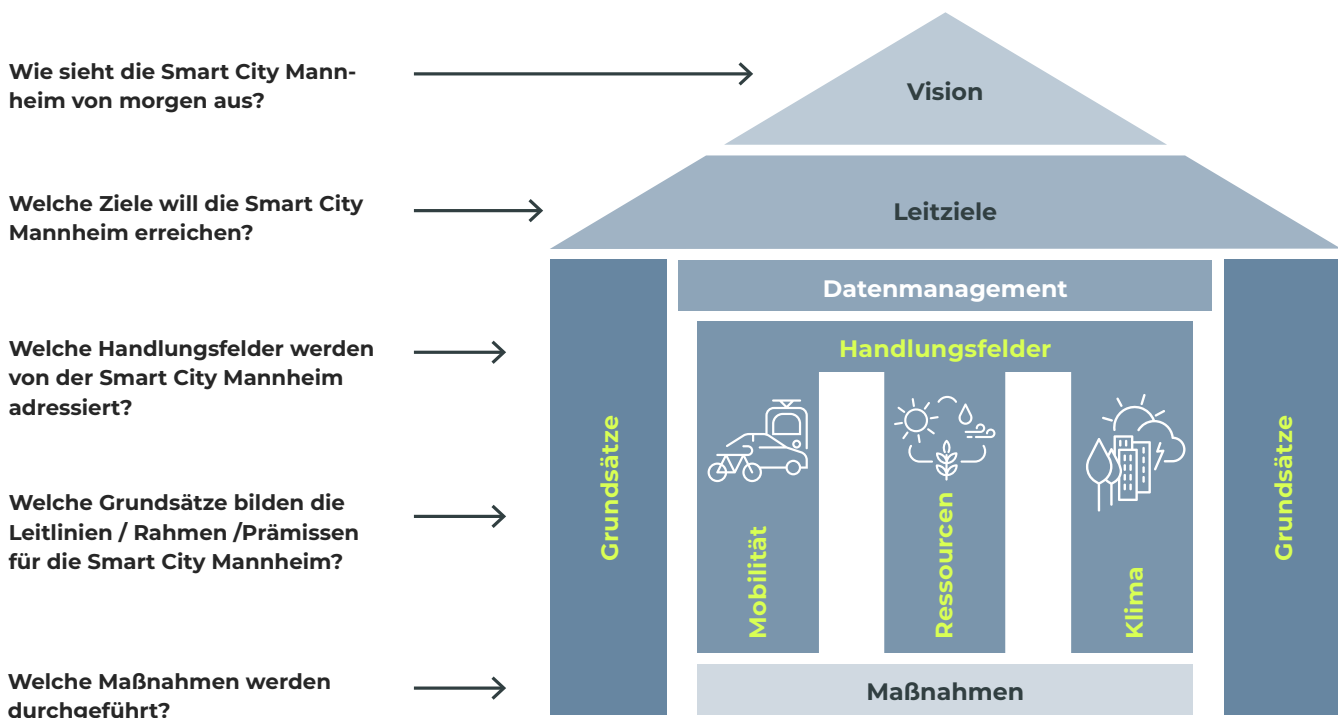 Wie sieht die Smart City Mann-
heim von morgen aus?
Vision
Welche Ziele will die Smart City
Mannheim erreichen?
Leitziele
Datenmanagement
Welche Handlungsfelder werden
von der Smart City Mannheim
adressiert?
Handlungsfelder
Grundsätze
Mobilität
Ressourcen
Klima
Grundsätze
Welche Grundsätze bilden die
Leitlinien / Rahmen /Prämissen
für die Smart City Mannheim?
Welche Maßnahmen werden
durchgeführt?
Maßnahmen